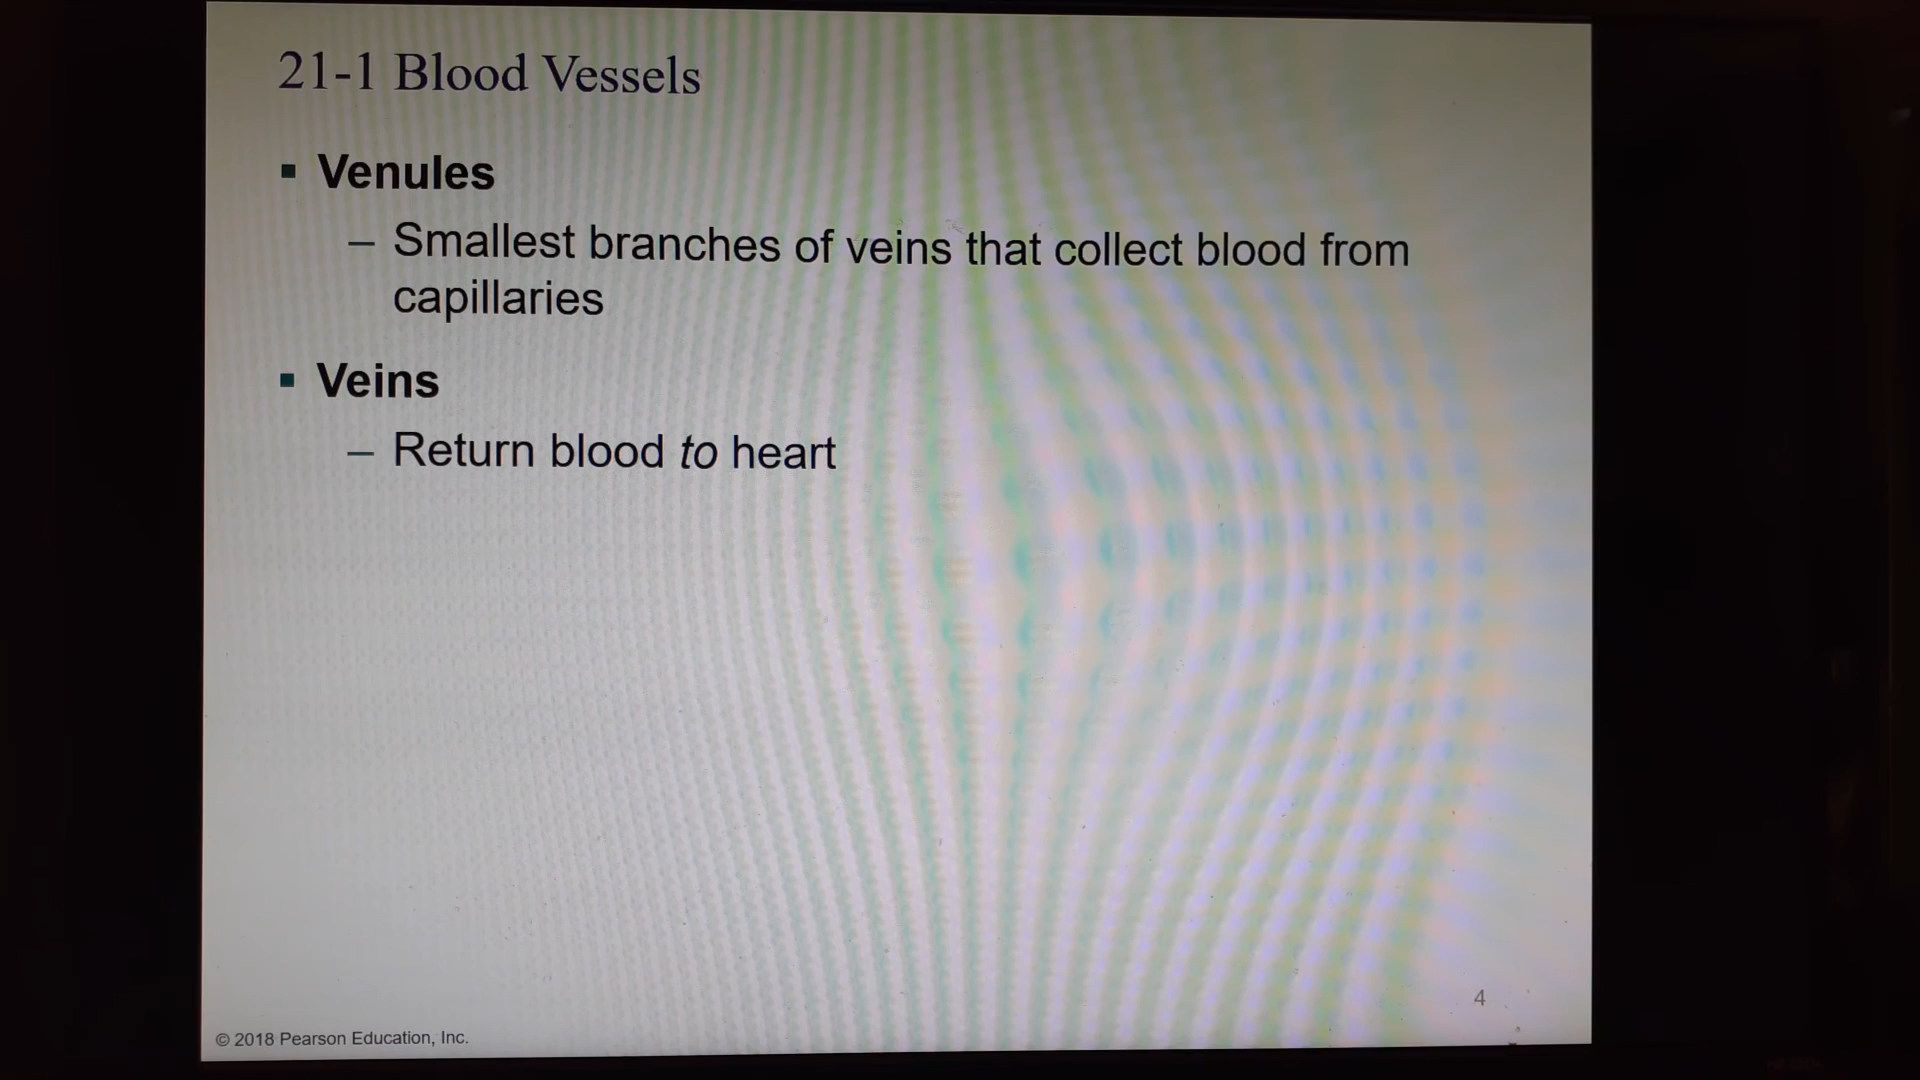 21-1 Blood Vessels
▪ Venules
– Smallest branches of veins that collect blood from
capillaries
▪ Veins
– Return blood to heart
4
© 2018 Pearson Education, Inc.